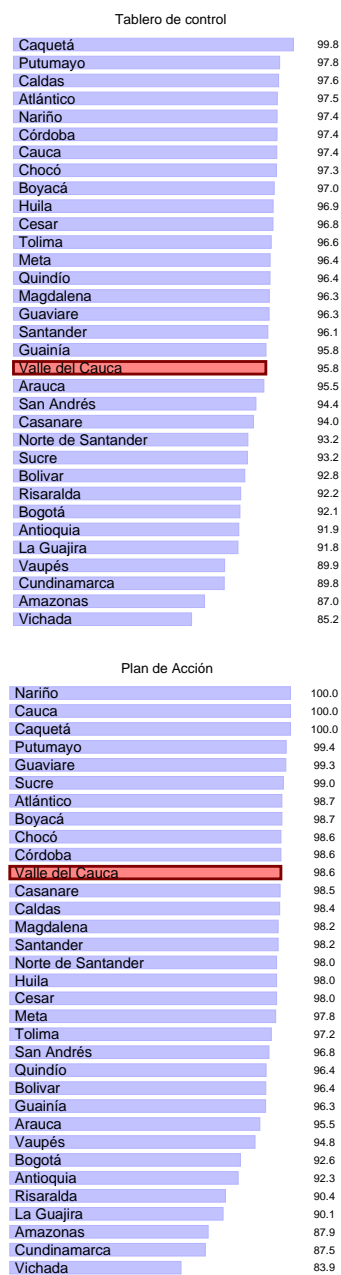 Tablero de control
Caquetá 99.8
Putumayo 97.8
Caldas 97.6
Atlántico 97.5
Nariño 97.4
Córdoba 97.4
Cauca 97.4
Chocó 97.3
Boyacá 97.0
Huila 96.9
Cesar 96.8
Tolima 96.6
Meta 96.4
Quindío 96.4
Magdalena 96.3
Guaviare 96.3
Santander 96.1
Guainía 95.8
Valle del Cauca 95.8
Arauca 95.5
San Andrés 94.4
Casanare 94.0
Norte de Santander 93.2
Sucre 93.2
Bolivar 92.8
Risaralda 92.2
Bogotá 92.1
Antioquia 91.9
La Guajira 91.8
Vaupés 89.9
Cundinamarca 89.8
Amazonas 87.0
Vichada 85.2
Plan de Acción
Nariño 100.0
Cauca 100.0
Caquetá 100.0
Putumayo 99.4
Guaviare 99.3
Sucre 99.0
Atlántico 98.7
Boyacá 98.7
Chocó 98.6
Córdoba 98.6
Valle del Cauca 98.6
Casanare 98.5
Caldas 98.4
Magdalena 98.2
Santander 98.2
Norte de Santander 98.0
Huila 98.0
Cesar 98.0
Meta 97.8
Tolima 97.2
San Andrés 96.8
Quindío 96.4
Bolivar 96.4
Guainía 96.3
Arauca 95.5
Vaupés 94.8
Bogotá 92.6
Antioquia 92.3
Risaralda 90.4
La Guajira 90.1
Amazonas 87.9
Cundinamarca 87.5
Vichada 83.9